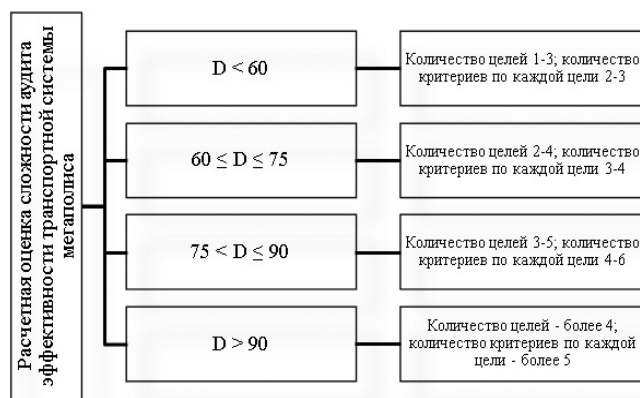 Расчетная оценка сложности аудита
эффективности транспортной системы
мегаполиса
D < 60
Количество целей 1-3; количество
критериев по каждой цели 2-3
60 ≤ D ≤ 75
Количество целей 2-4; количество
критериев по каждой цели 3-4
75 < D ≤ 90
Количество целей 3-5; количество
критериев по каждой цели 4-6
D > 90
Количество целей - более 4;
количество критериев по каждой
цели - более 5